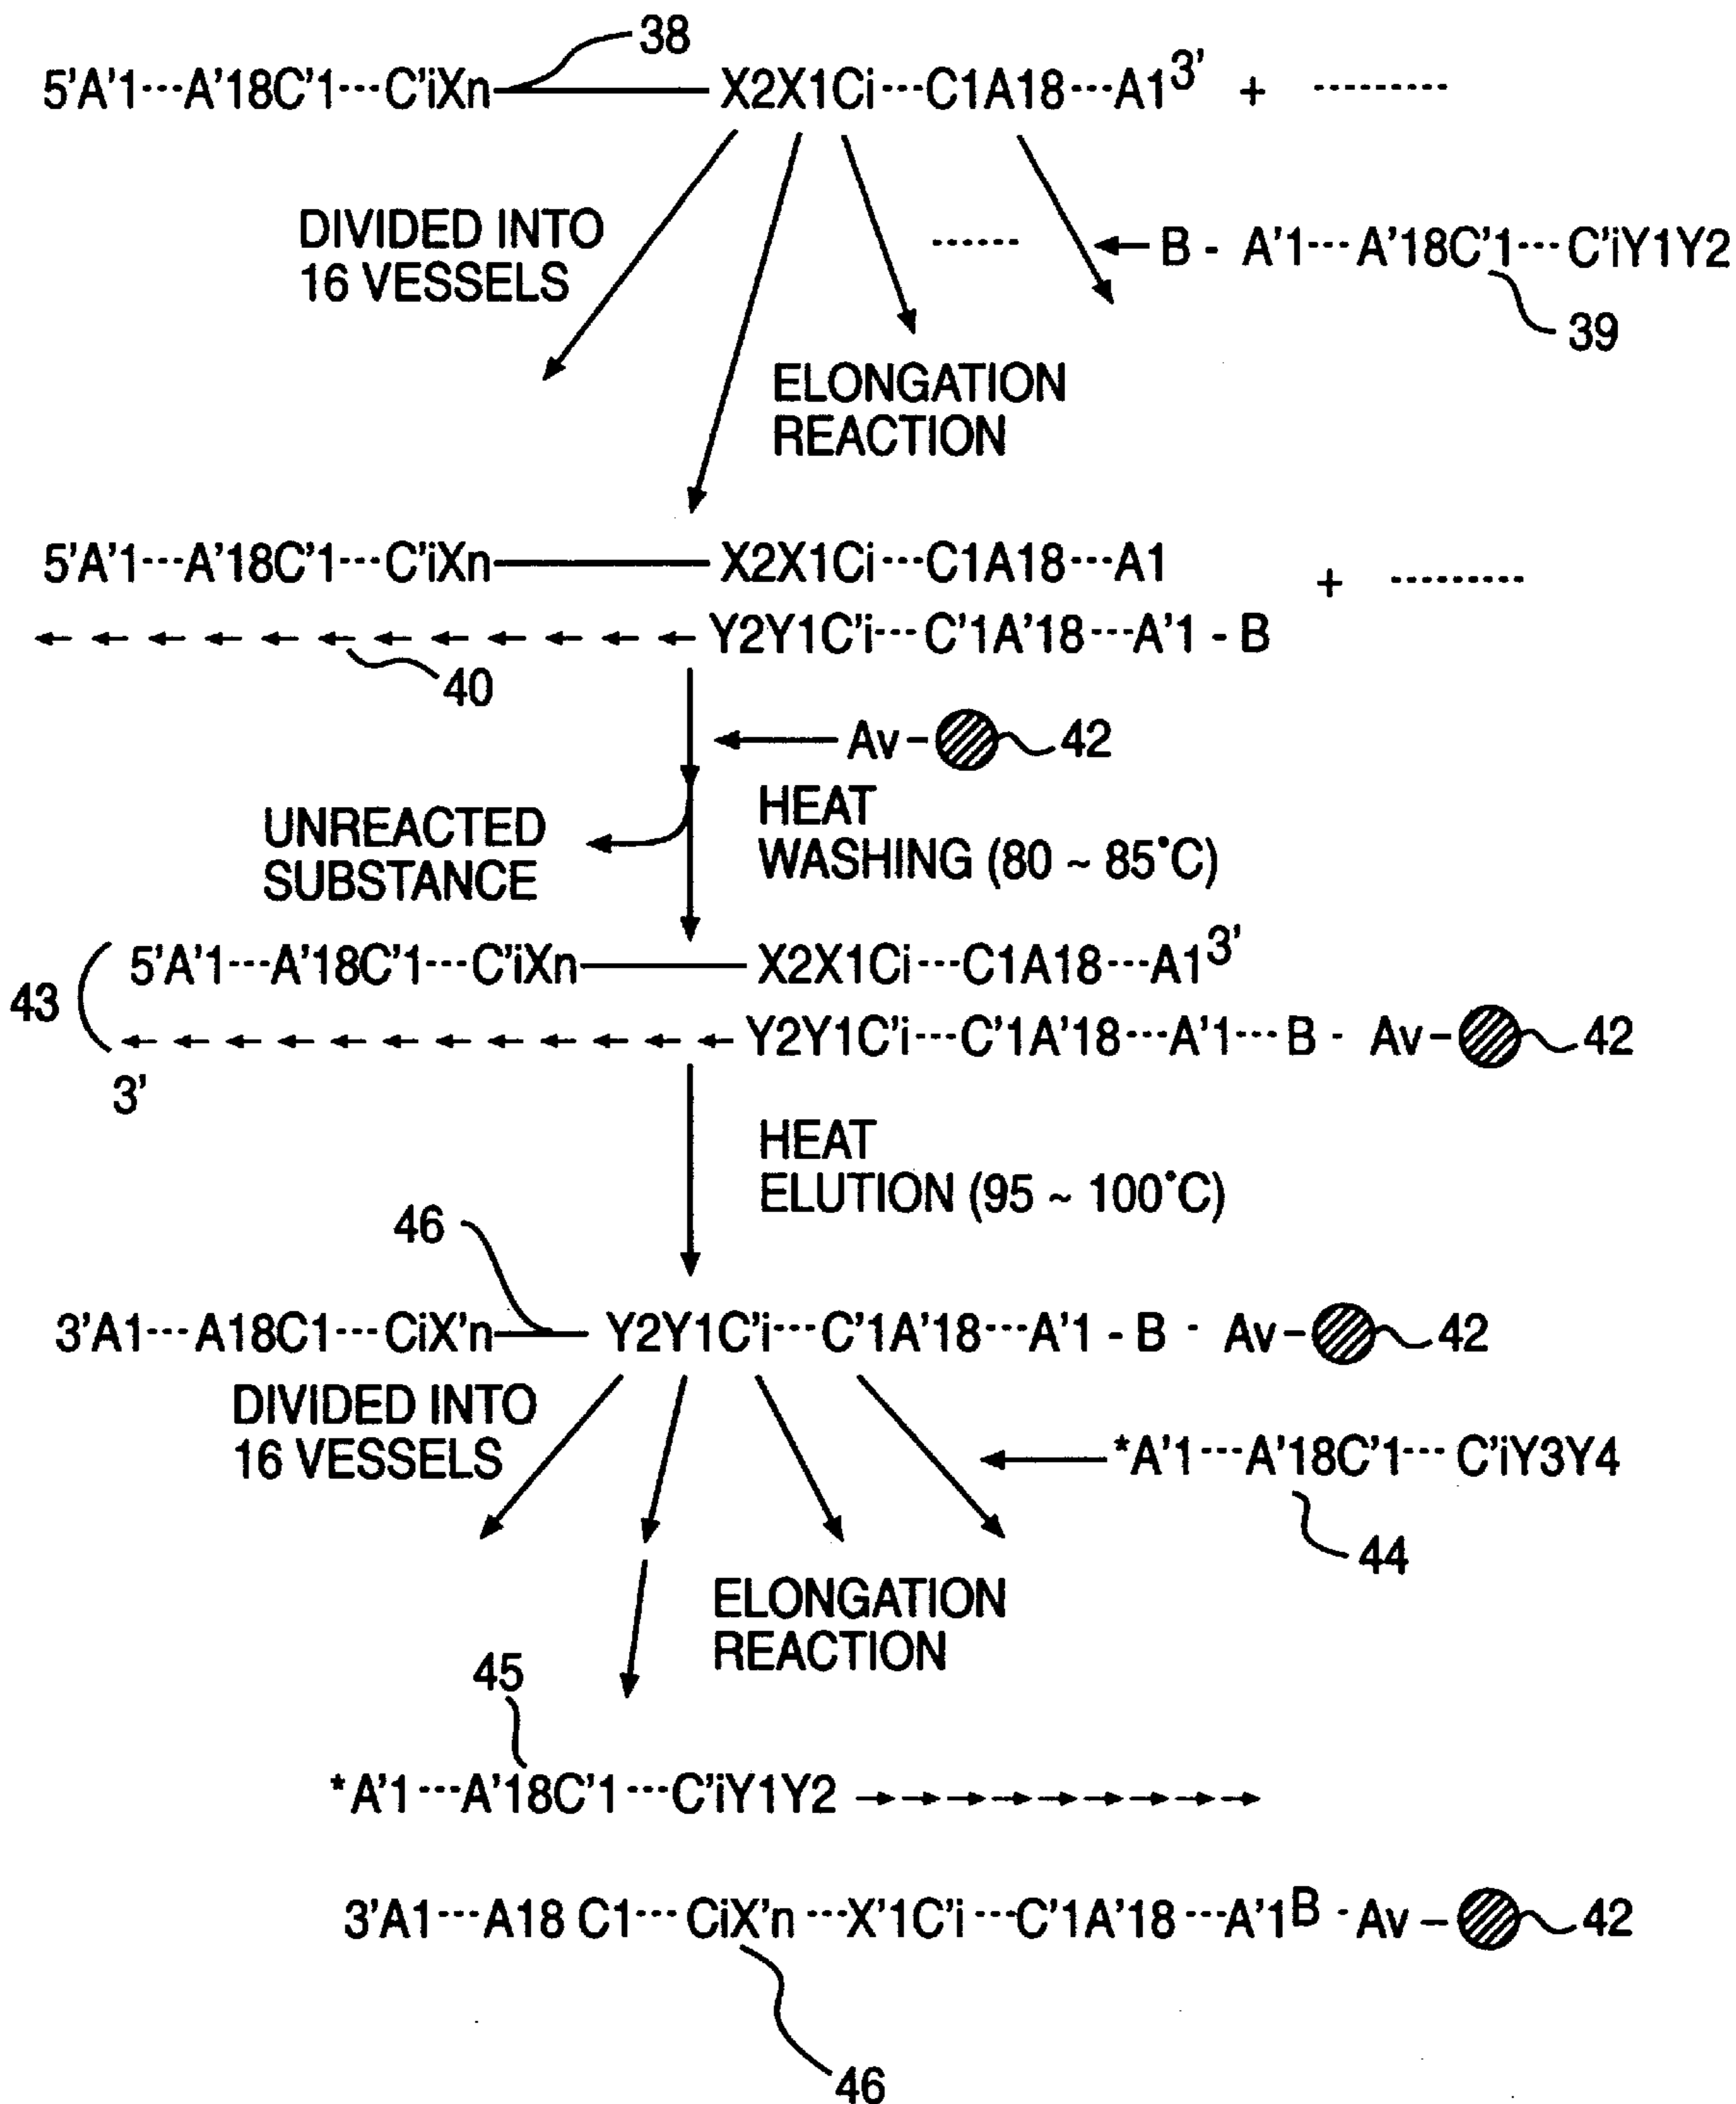 38
5'A'1---A'18C'1---C'iXn
X2X1Ci---C1A18---A1 3' + ---------
DIVIDED INTO
16 VESSELS
------
B - A'1---A'18C'1---C'iY1Y2
39
ELONGATION
REACTION
5'A'1---A'18C'1---C'iXn
X2X1Ci---C1A18---A1
+ ---------
Y2Y1C'i---C'1A'18---A'1 - B
40
Av- 42
HEAT
WASHING (80 ~ 85°C)
UNREACTED
SUBSTANCE
43
5'A'1---A'18C'1---C'iXn
X2X1Ci---C1A18---A1 3'
Y2Y1C'i---C'1A'18---A'1---B - Av- 42
3'
HEAT
ELUTION (95 ~ 100°C)
46
3'A1---A18C1---CiX'n
Y2Y1C'i---C'1A'18---A'1 - B - Av- 42
DIVIDED INTO
16 VESSELS
*A'1---A'18C'1--- C'iY3Y4
44
ELONGATION
REACTION
45
*A'1---A'18C'1---C'iY1Y2
3'A1---A18 C1---CiX'n---X'1C'i---C'1A'18---A'1B - Av- 42
46